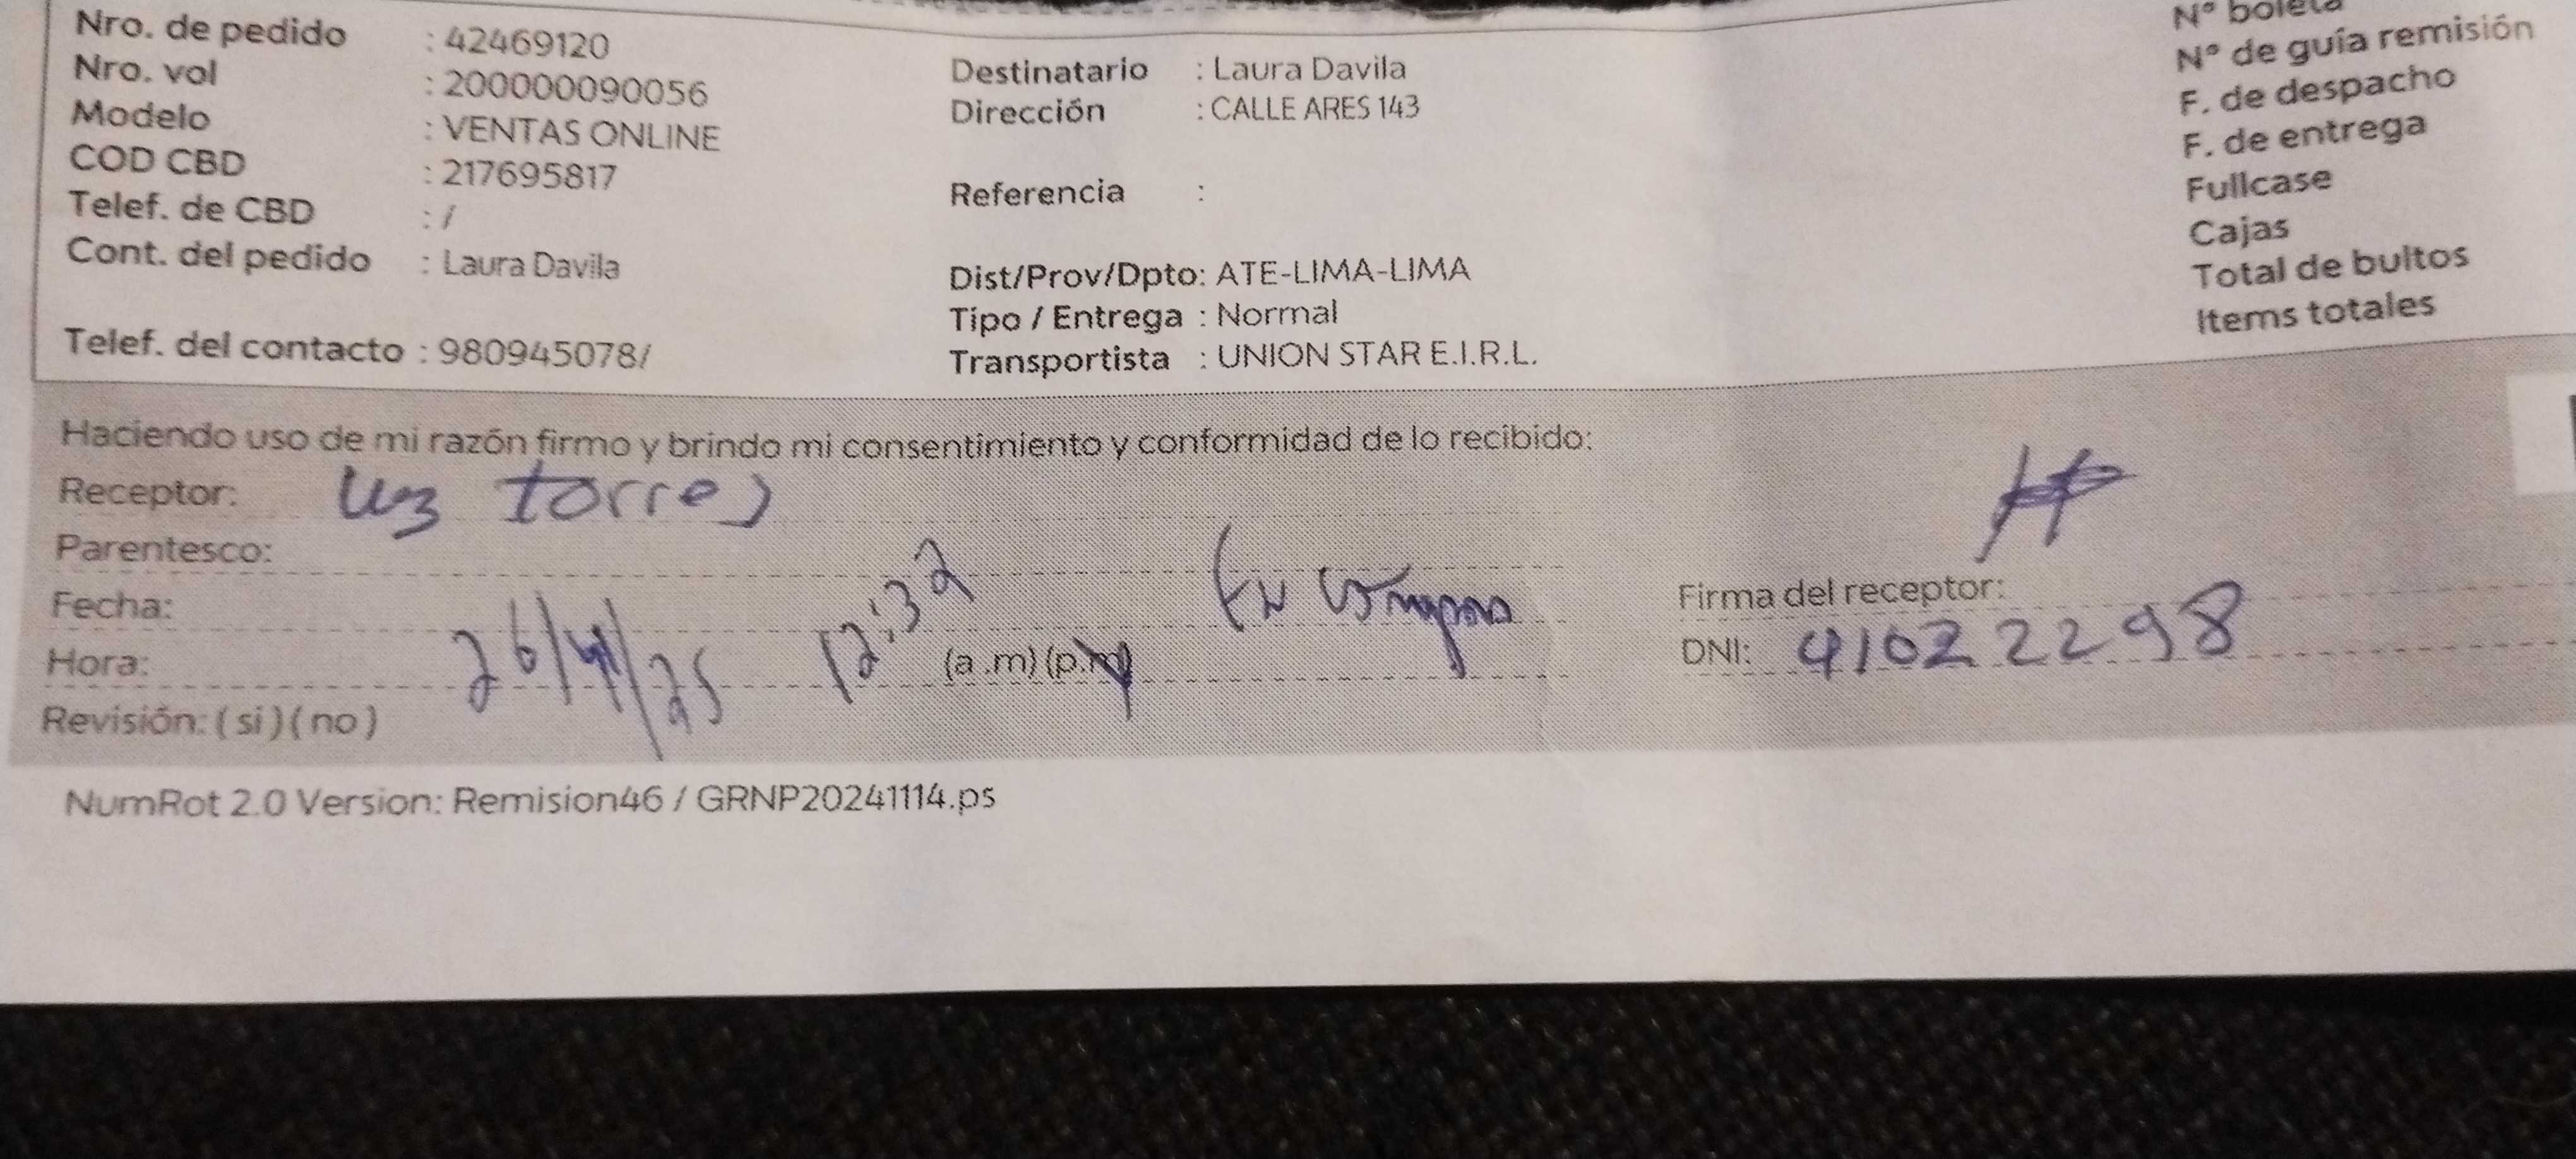 Nro. de pedido : 42469120
Nro. vol : 200000090056
Modelo : VENTAS ONLINE
COD CBD : 217695817
Telef. de CBD : /
Cont. del pedido : Laura Davila
Telef. del contacto : 980945078/
Destinatario : Laura Davila
Dirección : CALLE ARES 143
Referencia :
Dist/Prov/Dpto: ATE-LIMA-LIMA
Tipo / Entrega : Normal
Transportista : UNION STAR E.I.R.L.
N° boleta
N° de guía remisión
F. de despacho
F. de entrega
Fullcase
Cajas
Total de bultos
Items totales
Haciendo uso de mi razón firmo y brindo mi consentimiento y conformidad de lo recibido:
Receptor: Luz torres
Parentesco:
Fecha: 26/4/25
Hora: 12:32 (a .m) (p.m)
Revisión: ( si ) ( no )
Firma del receptor:
DNI: 41022298
NumRot 2.0 Version: Remision46 / GRNP20241114.ps